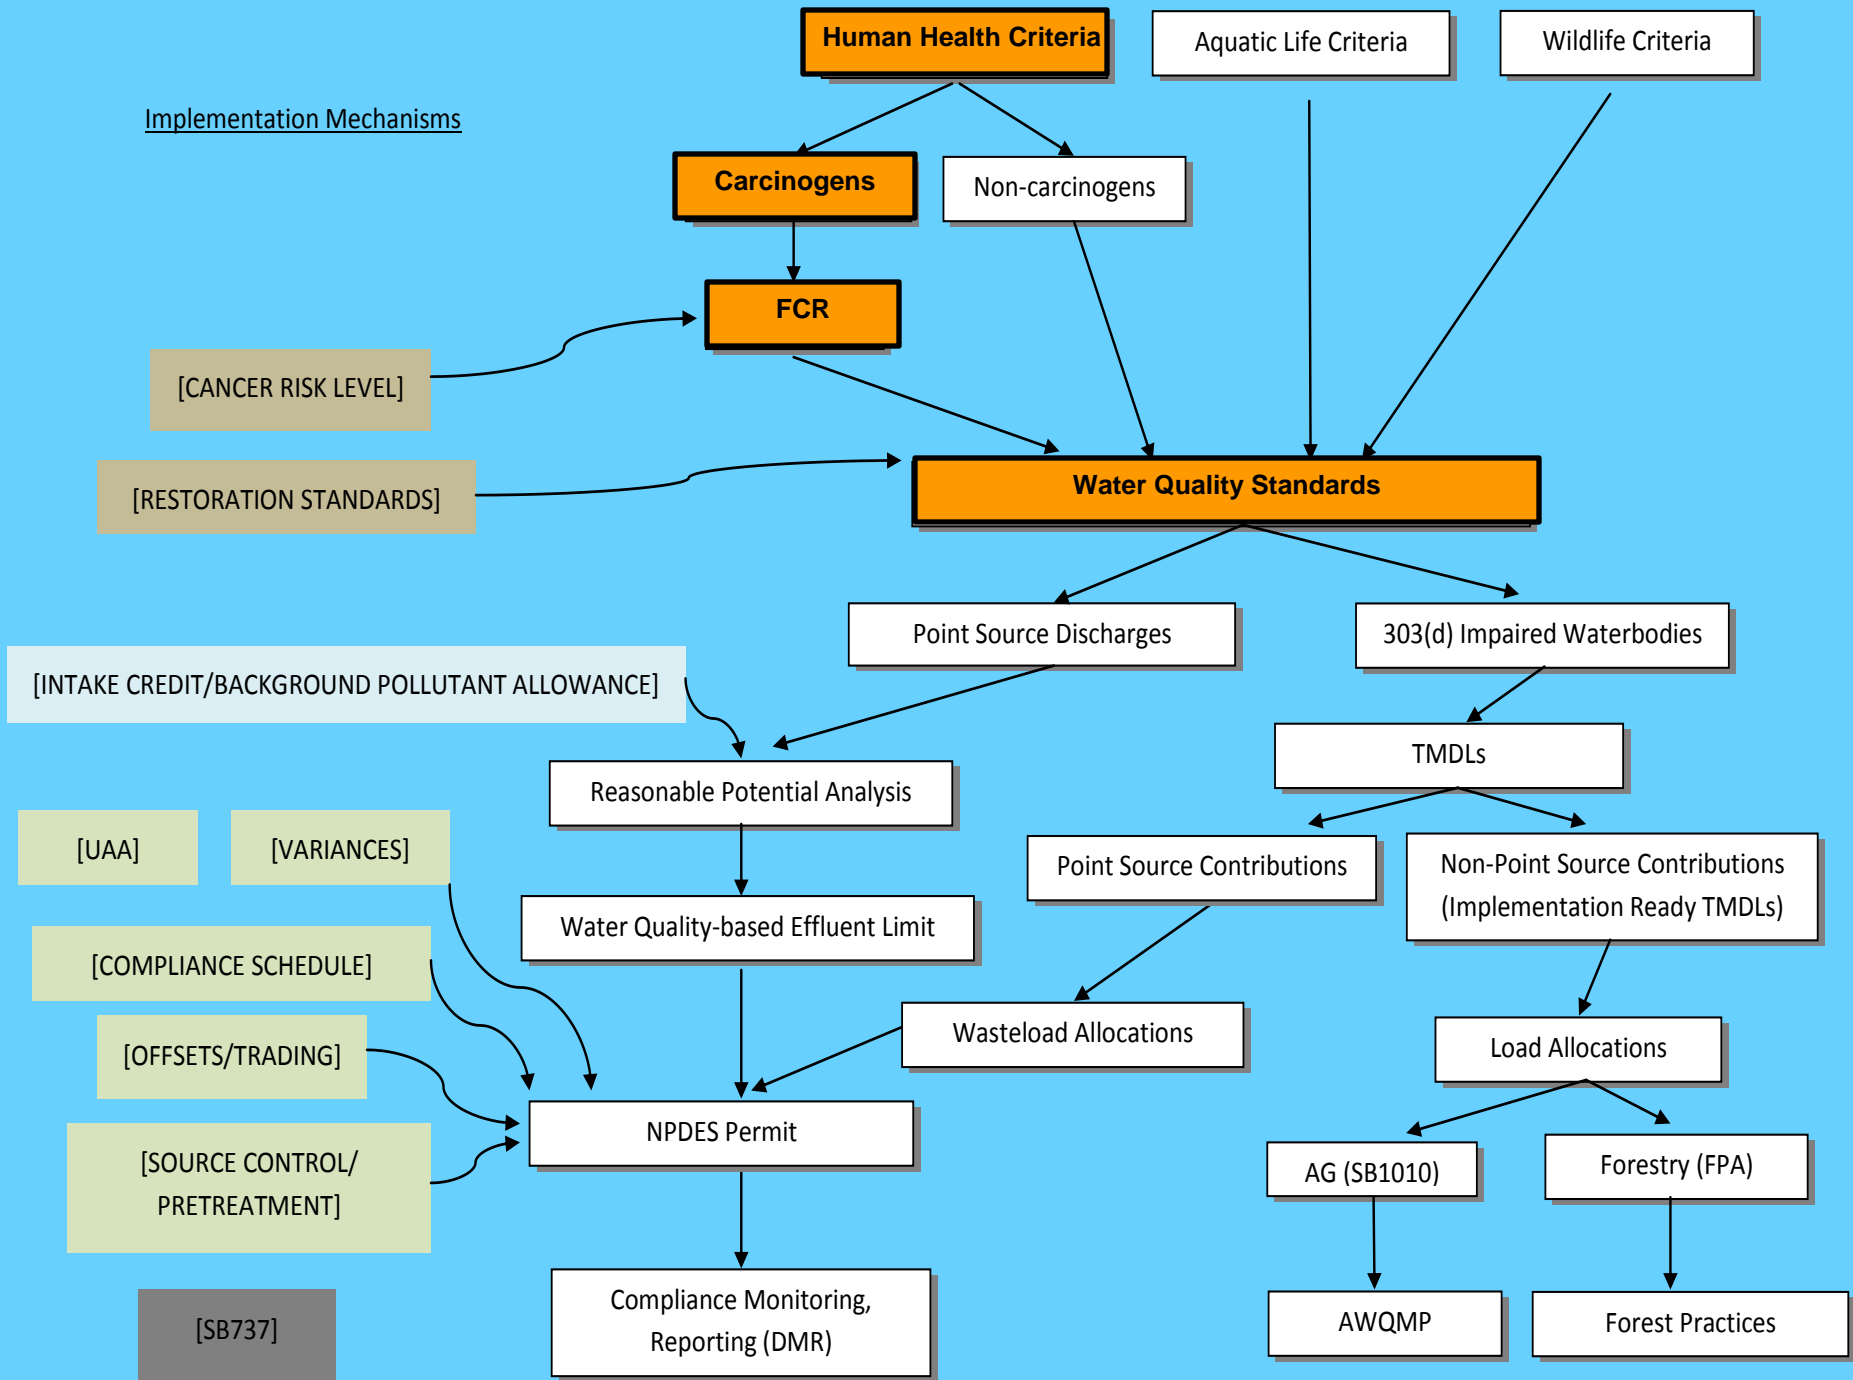 Human Health Criteria
Aquatic Life Criteria
Wildlife Criteria
Implementation Mechanisms
Carcinogens
Non-carcinogens
FCR
[CANCER RISK LEVEL]
[RESTORATION STANDARDS]
Water Quality Standards
Point Source Discharges
303(d) Impaired Waterbodies
[INTAKE CREDIT/BACKGROUND POLLUTANT ALLOWANCE]
TMDLs
Reasonable Potential Analysis
[UAA]
[VARIANCES]
Point Source Contributions
Non-Point Source Contributions
(Implementation Ready TMDLs)
Water Quality-based Effluent Limit
[COMPLIANCE SCHEDULE]
Wasteload Allocations
Load Allocations
[OFFSETS/TRADING]
NPDES Permit
[SOURCE CONTROL/
PRETREATMENT]
AG (SB1010)
Forestry (FPA)
Compliance Monitoring,
Reporting (DMR)
[SB737]
AWQMP
Forest Practices